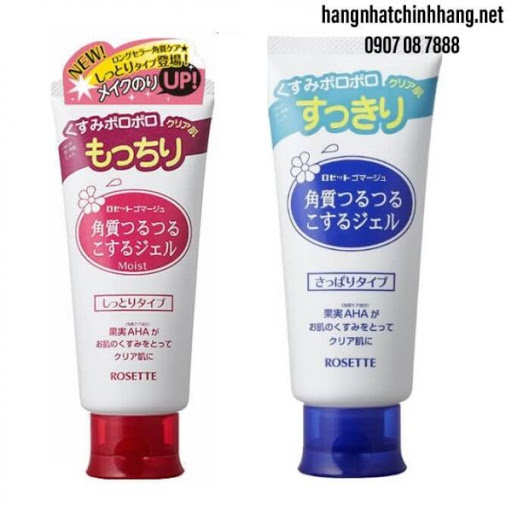 hangnhatchinhhang.net
0907 08 7888
NEW!
ロングセラー角質ケア★
しっとりタイプ登場!
メイクのりUP!
くすみポロポロ
クリア肌
もっちり
ロゼットゴマージュ
角質つるつる
こするジェル
Moist
しっとりタイプ
果実AHAが
お肌のくすみをとって
クリア肌に
ROSETTE
くすみポロポロ
クリア肌
すっきり
ロゼットゴマージュ
角質つるつる
こするジェル
さっぱりタイプ
果実AHAが
お肌のくすみをとって
クリア肌に
ROSETTE